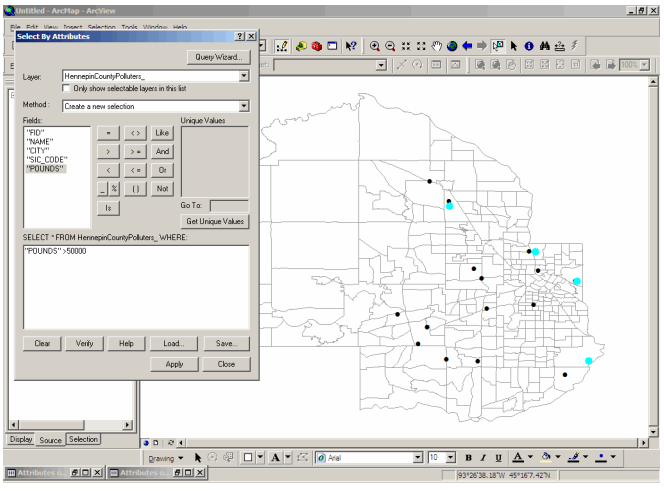 Untitled - ArcMap - ArcView
File Edit View Insert Selection Tools Window Help
Select By Attributes
Query Wizard...
Layer: HennepinCountyPolluters_
Only show selectable layers in this list
Method : Create a new selection
Fields: Unique Values
"FID"
"NAME"
"CITY"
"SIC_CODE"
"POUNDS"
= < > Like
> > = And
< < = Or
_ % ( ) Not
Is
Go To:
Get Unique Values
SELECT * FROM HennepinCountyPolluters_ WHERE:
"POUNDS" >50000
Clear Verify Help Load... Save...
Apply Close
100%
Display Source Selection
Drawing A Arial 10 B I U A
Attributes o... Attributes o...
93°26'38.18"W 45°16'7.42"N